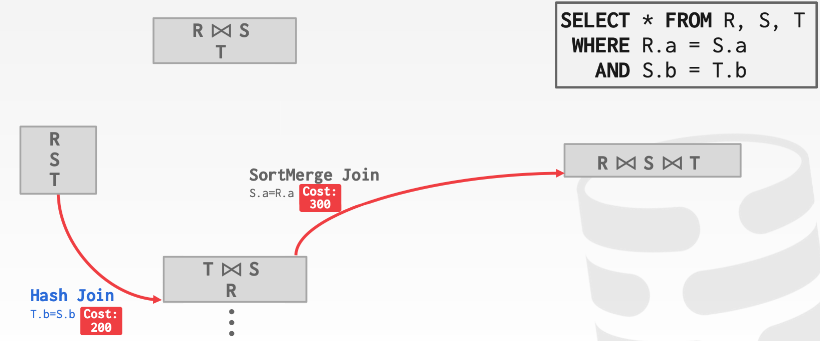 R ⋈ S
T
SELECT * FROM R, S, T
WHERE R.a = S.a
AND S.b = T.b
R
S
T
SortMerge Join
S.a=R.a
Cost:
300
R ⋈ S ⋈ T
T ⋈ S
R
Hash Join
T.b=S.b
Cost:
200